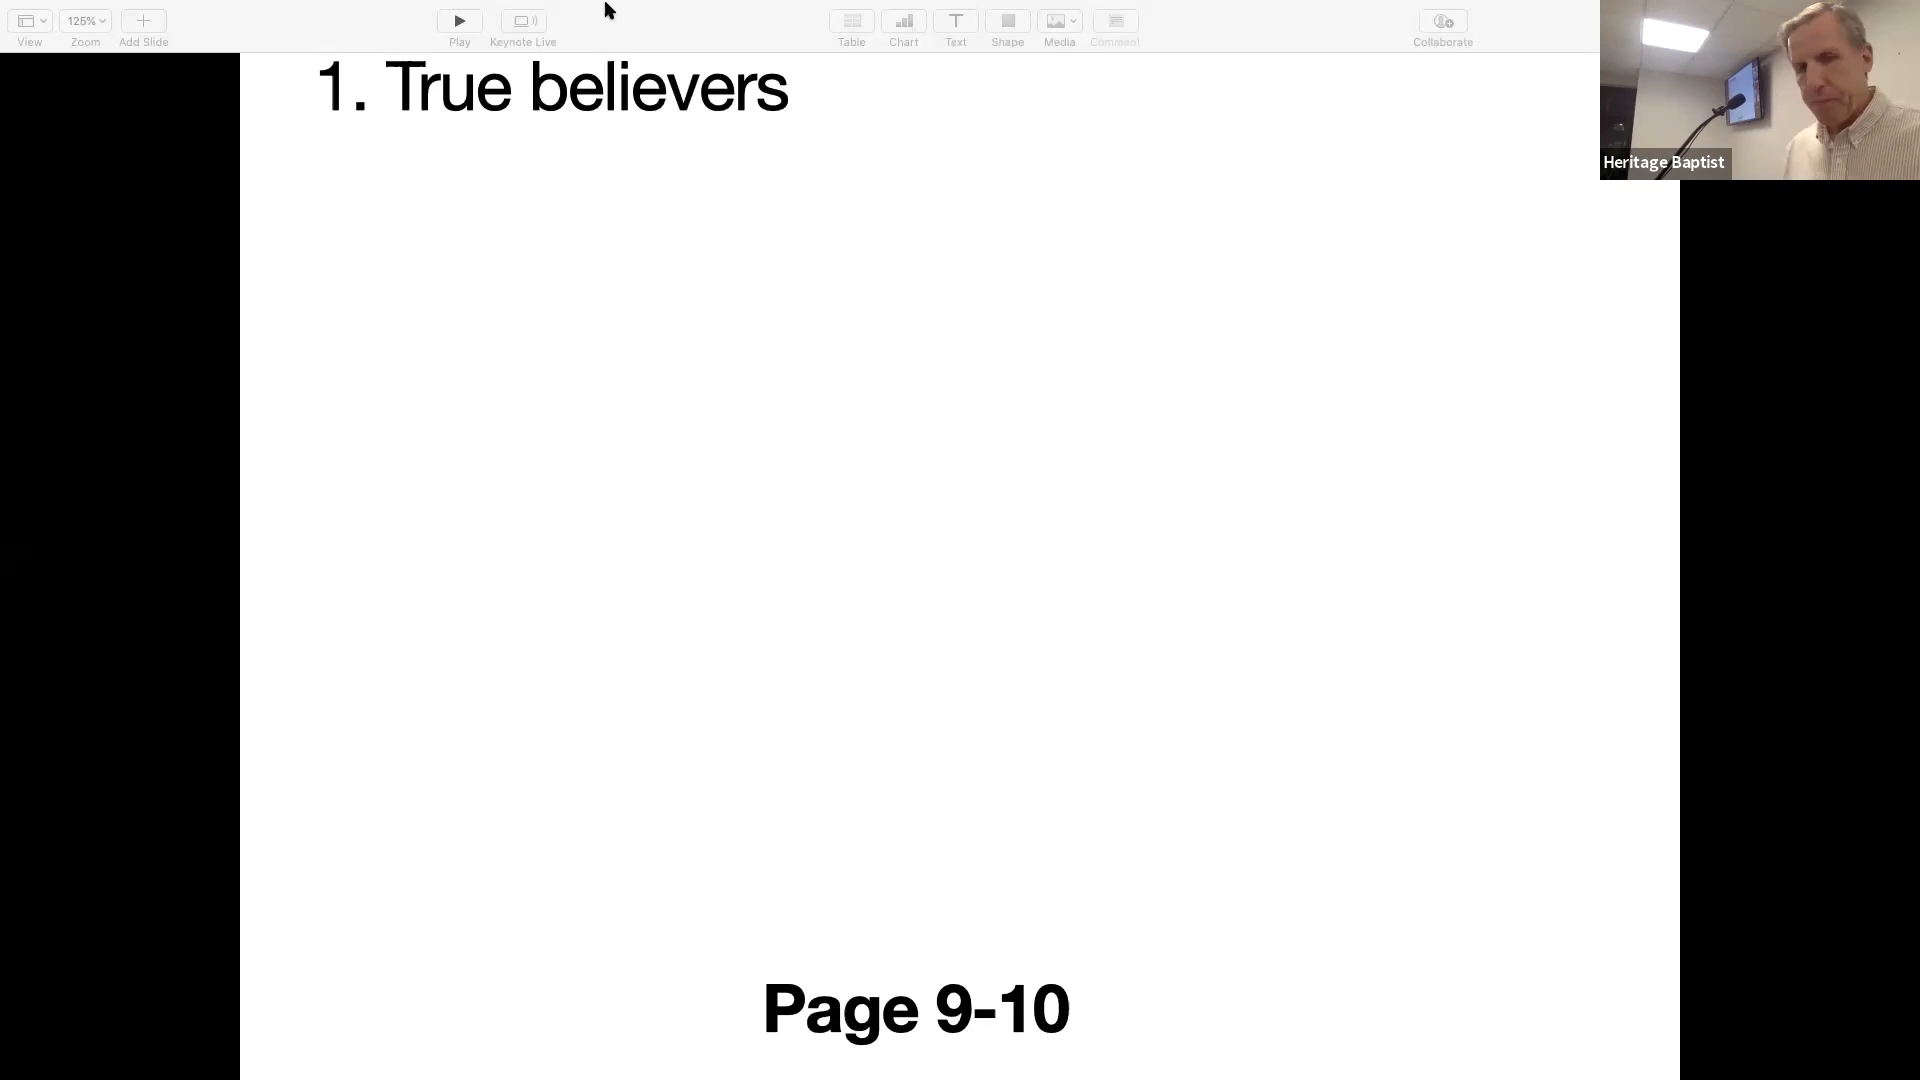 125%
View
Zoom
Add Slide
Play
Keynote Live
Table
Chart
Text
Shape
Media
Comment
Collaborate
Heritage Baptist
1. True believers
Page 9-10